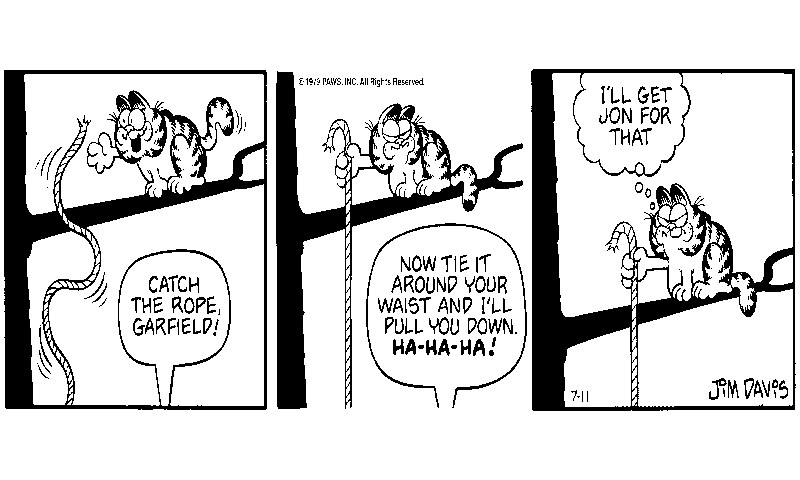 CATCH
THE ROPE,
GARFIELD!
© 1979 PAWS, INC. All Rights Reserved.
NOW TIE IT
AROUND YOUR
WAIST AND I'LL
PULL YOU DOWN.
HA-HA-HA!
I'LL GET
JON FOR
THAT
7-11
JIM DAVIS